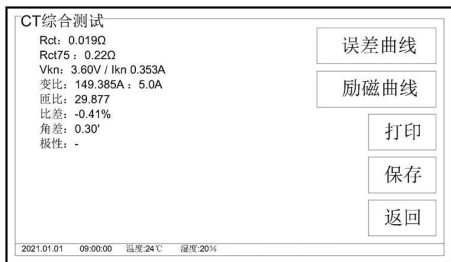 CT综合测试
Rct：0.019Ω
Rct75：0.22Ω
Vkn：3.60V / Ikn 0.353A
变比：149.385A：5.0A
匝比：29.877
比差：-0.41%
角差：0.30′
极性：-
误差曲线
励磁曲线
打印
保存
返回
2021.01.01 09:00:00 温度:24℃ 湿度:20%